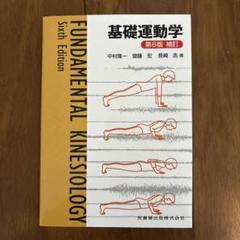 基礎運動学
第6版 補訂
中村隆一 齋藤 宏 長崎 浩 著
FUNDAMENTAL KINESIOLOGY
Sixth Edition
医歯薬出版株式会社